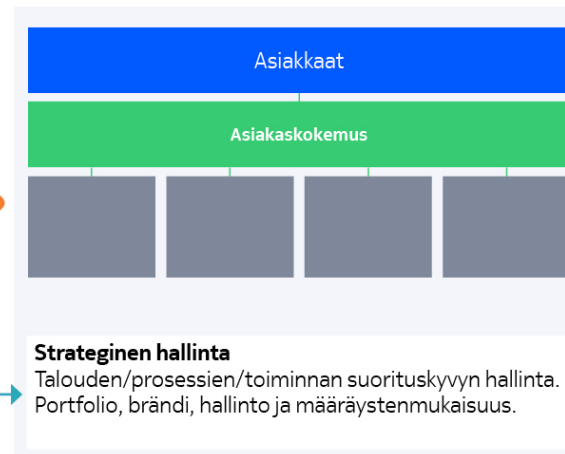 Asiakkaat
Asiakaskokemus
Strateginen hallinta
Talouden/prosessien/toiminnan suorituskyvyn hallinta.
Portfolio, brändi, hallinto ja määräystenmukaisuus.